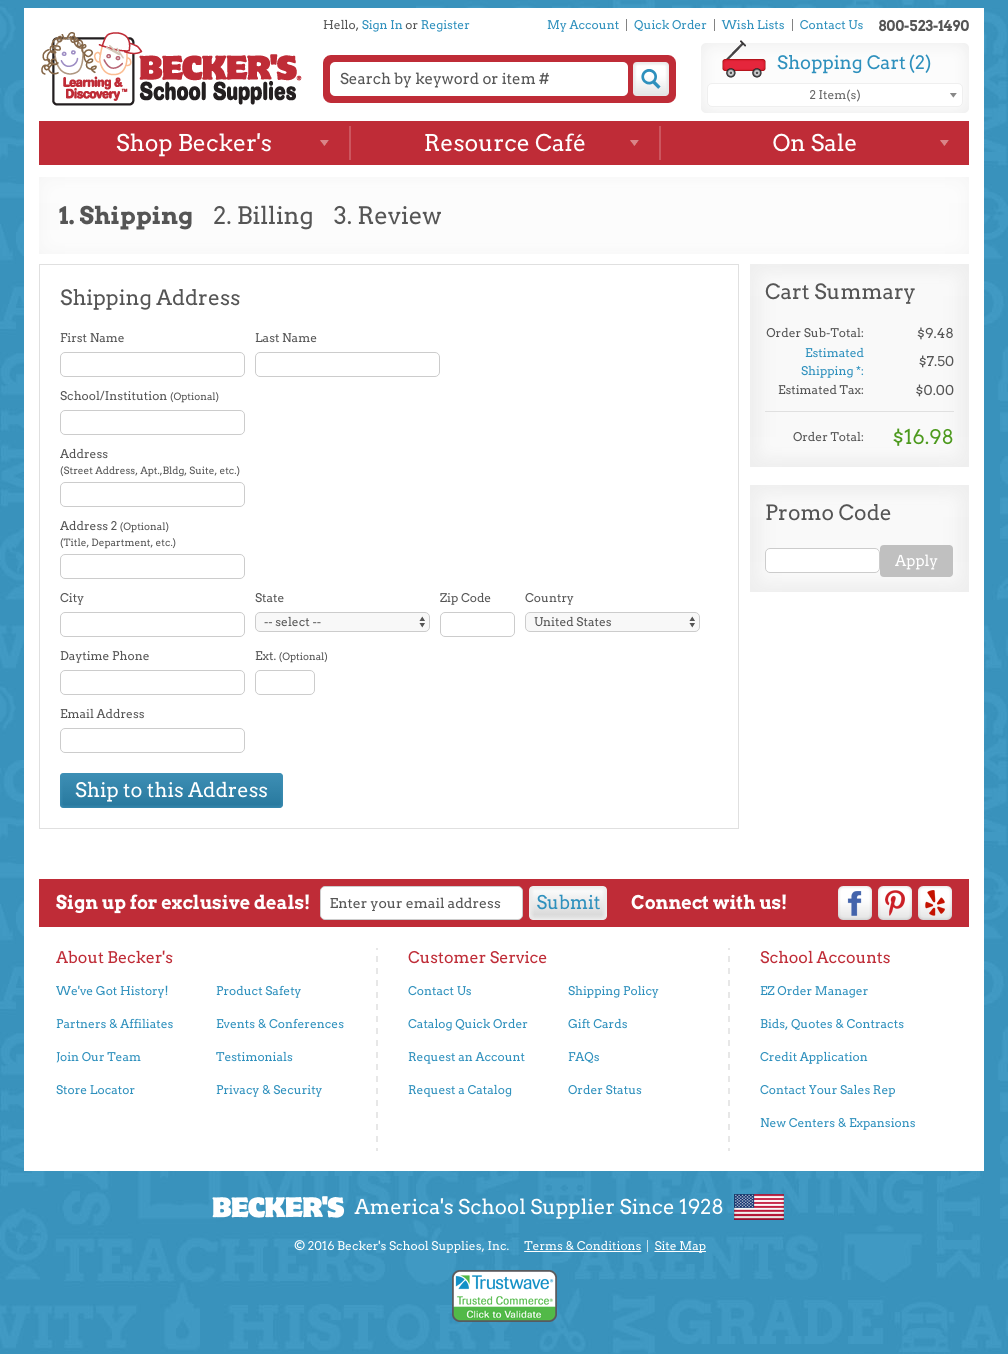 Hello, Sign In or Register
My Account | Quick Order | Wish Lists | Contact Us 800-523-1490
Learning &
Discovery™
BECKER'S®
School Supplies
Search by keyword or item #
Shopping Cart (2)
2 Item(s)
Shop Becker's
Resource Café
On Sale
1. Shipping 2. Billing 3. Review
Shipping Address
First Name
Last Name
School/Institution (Optional)
Address
(Street Address, Apt.,Bldg, Suite, etc.)
Address 2 (Optional)
(Title, Department, etc.)
City
State
Zip Code
Country
-- select --
United States
Daytime Phone
Ext. (Optional)
Email Address
Ship to this Address
Cart Summary
Order Sub-Total: $9.48
Estimated
Shipping *: $7.50
Estimated Tax: $0.00
Order Total: $16.98
Promo Code
Apply
Sign up for exclusive deals!
Enter your email address
Submit
Connect with us!
About Becker's
We've Got History!
Product Safety
Partners & Affiliates
Events & Conferences
Join Our Team
Testimonials
Store Locator
Privacy & Security
Customer Service
Contact Us
Shipping Policy
Catalog Quick Order
Gift Cards
Request an Account
FAQs
Request a Catalog
Order Status
School Accounts
EZ Order Manager
Bids, Quotes & Contracts
Credit Application
Contact Your Sales Rep
New Centers & Expansions
BECKER'S America's School Supplier Since 1928
© 2016 Becker's School Supplies, Inc. Terms & Conditions | Site Map
Trustwave®
Trusted Commerce™
Click to Validate
TEACHERS
PARENTS
HISTORY
GRADE